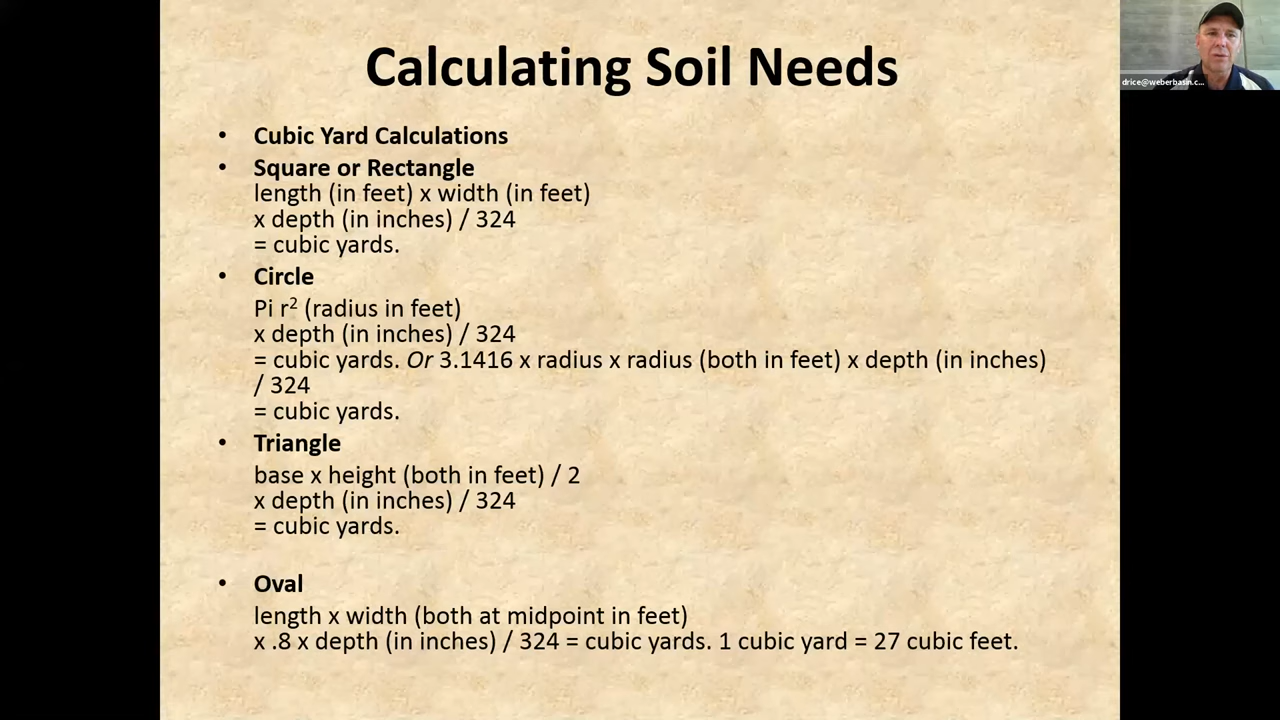 Calculating Soil Needs
drice@weberbasin.c...
• Cubic Yard Calculations
• Square or Rectangle
length (in feet) x width (in feet)
x depth (in inches) / 324
= cubic yards.
• Circle
Pi r² (radius in feet)
x depth (in inches) / 324
= cubic yards. Or 3.1416 x radius x radius (both in feet) x depth (in inches)
/ 324
= cubic yards.
• Triangle
base x height (both in feet) / 2
x depth (in inches) / 324
= cubic yards.
• Oval
length x width (both at midpoint in feet)
x .8 x depth (in inches) / 324 = cubic yards. 1 cubic yard = 27 cubic feet.